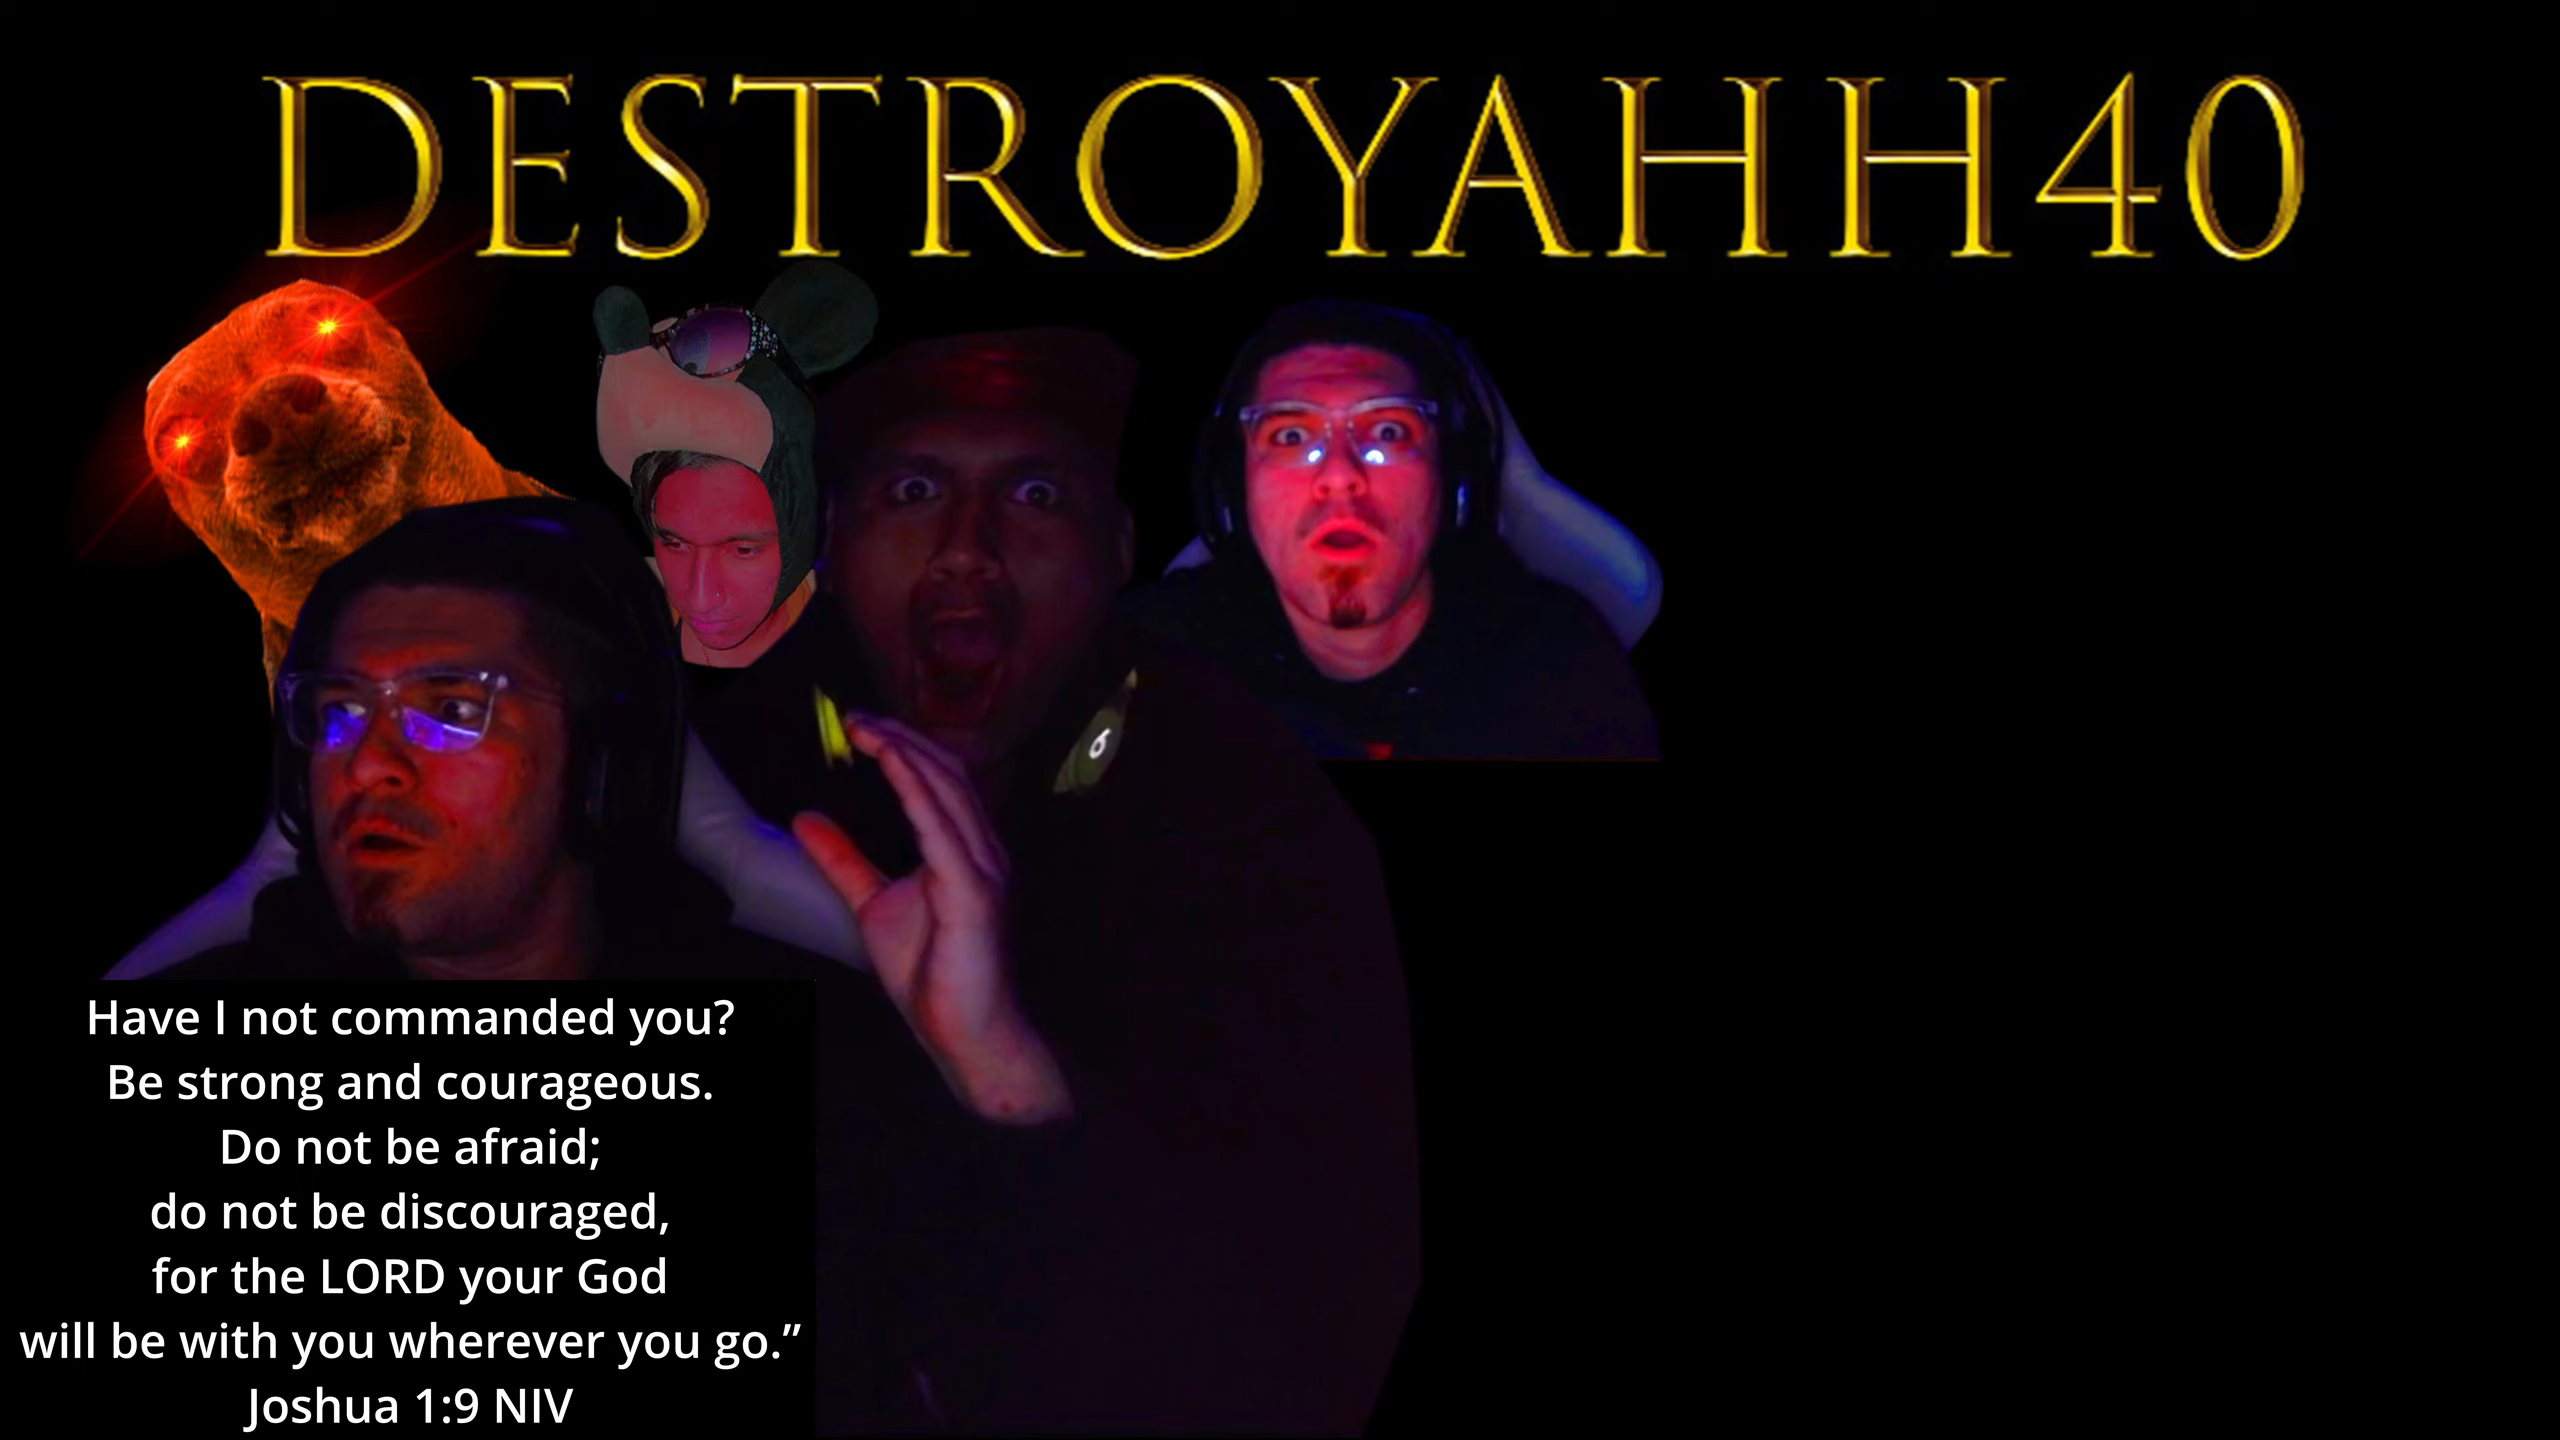 DESTROYAHH40
Have I not commanded you?
Be strong and courageous.
Do not be afraid;
do not be discouraged,
for the LORD your God
will be with you wherever you go.”
Joshua 1:9 NIV